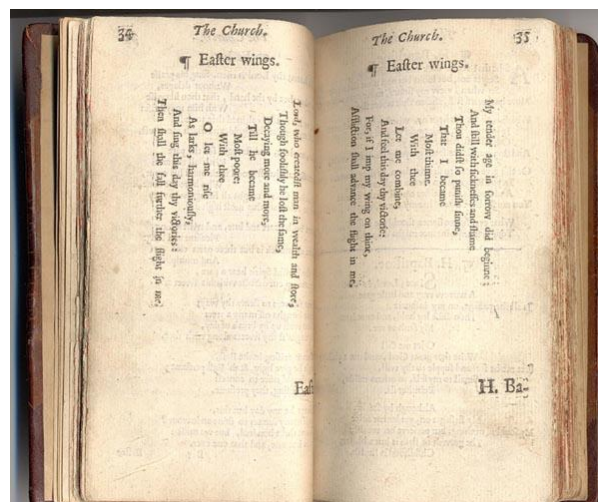 34 The Church.
¶ Eaſter wings.
Lord, who createdſt man in wealth and ſtore,
Though fooliſhly he loſt the ſame,
Decaying more and more,
Till he became
Moſt poore:
With thee
O let me riſe
As larks, harmoniouſly,
And ſing this day thy victories:
Then ſhall the fall further the flight in me.
Eaſ
The Church. 35
¶ Eaſter wings.
My tender age in ſorrow did beginne:
And ſtill with ſickneſſes and ſhame
Thou didſt ſo puniſh ſinne,
That I became
Moſt thinne.
With thee
Let me combine,
And feel this day thy victorie:
For, if I imp my wing on thine,
Affliction ſhall advance the flight in me.
H. Ba-